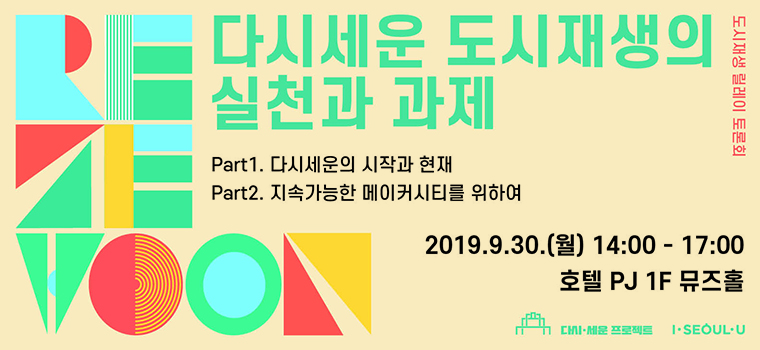 RE
ZE
WOON
다시세운 도시재생의
실천과 과제
도시재생 릴레이 토론회
Part1. 다시세운의 시작과 현재
Part2. 지속가능한 메이커시티를 위하여
2019.9.30.(월) 14:00 - 17:00
호텔 PJ 1F 뮤즈홀
다시·세운 프로젝트
I·SEOUL·U